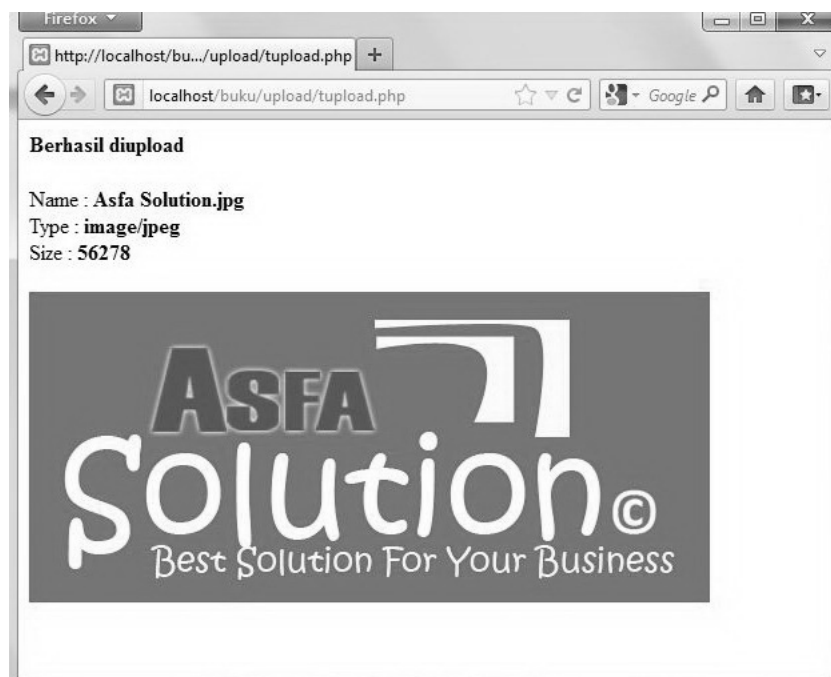 Firefox
http://localhost/bu.../upload/tupload.php
localhost/buku/upload/tupload.php
Google
Berhasil diupload
Name : Asfa Solution.jpg
Type : image/jpeg
Size : 56278
ASFA
Solution©
Best Solution For Your Business